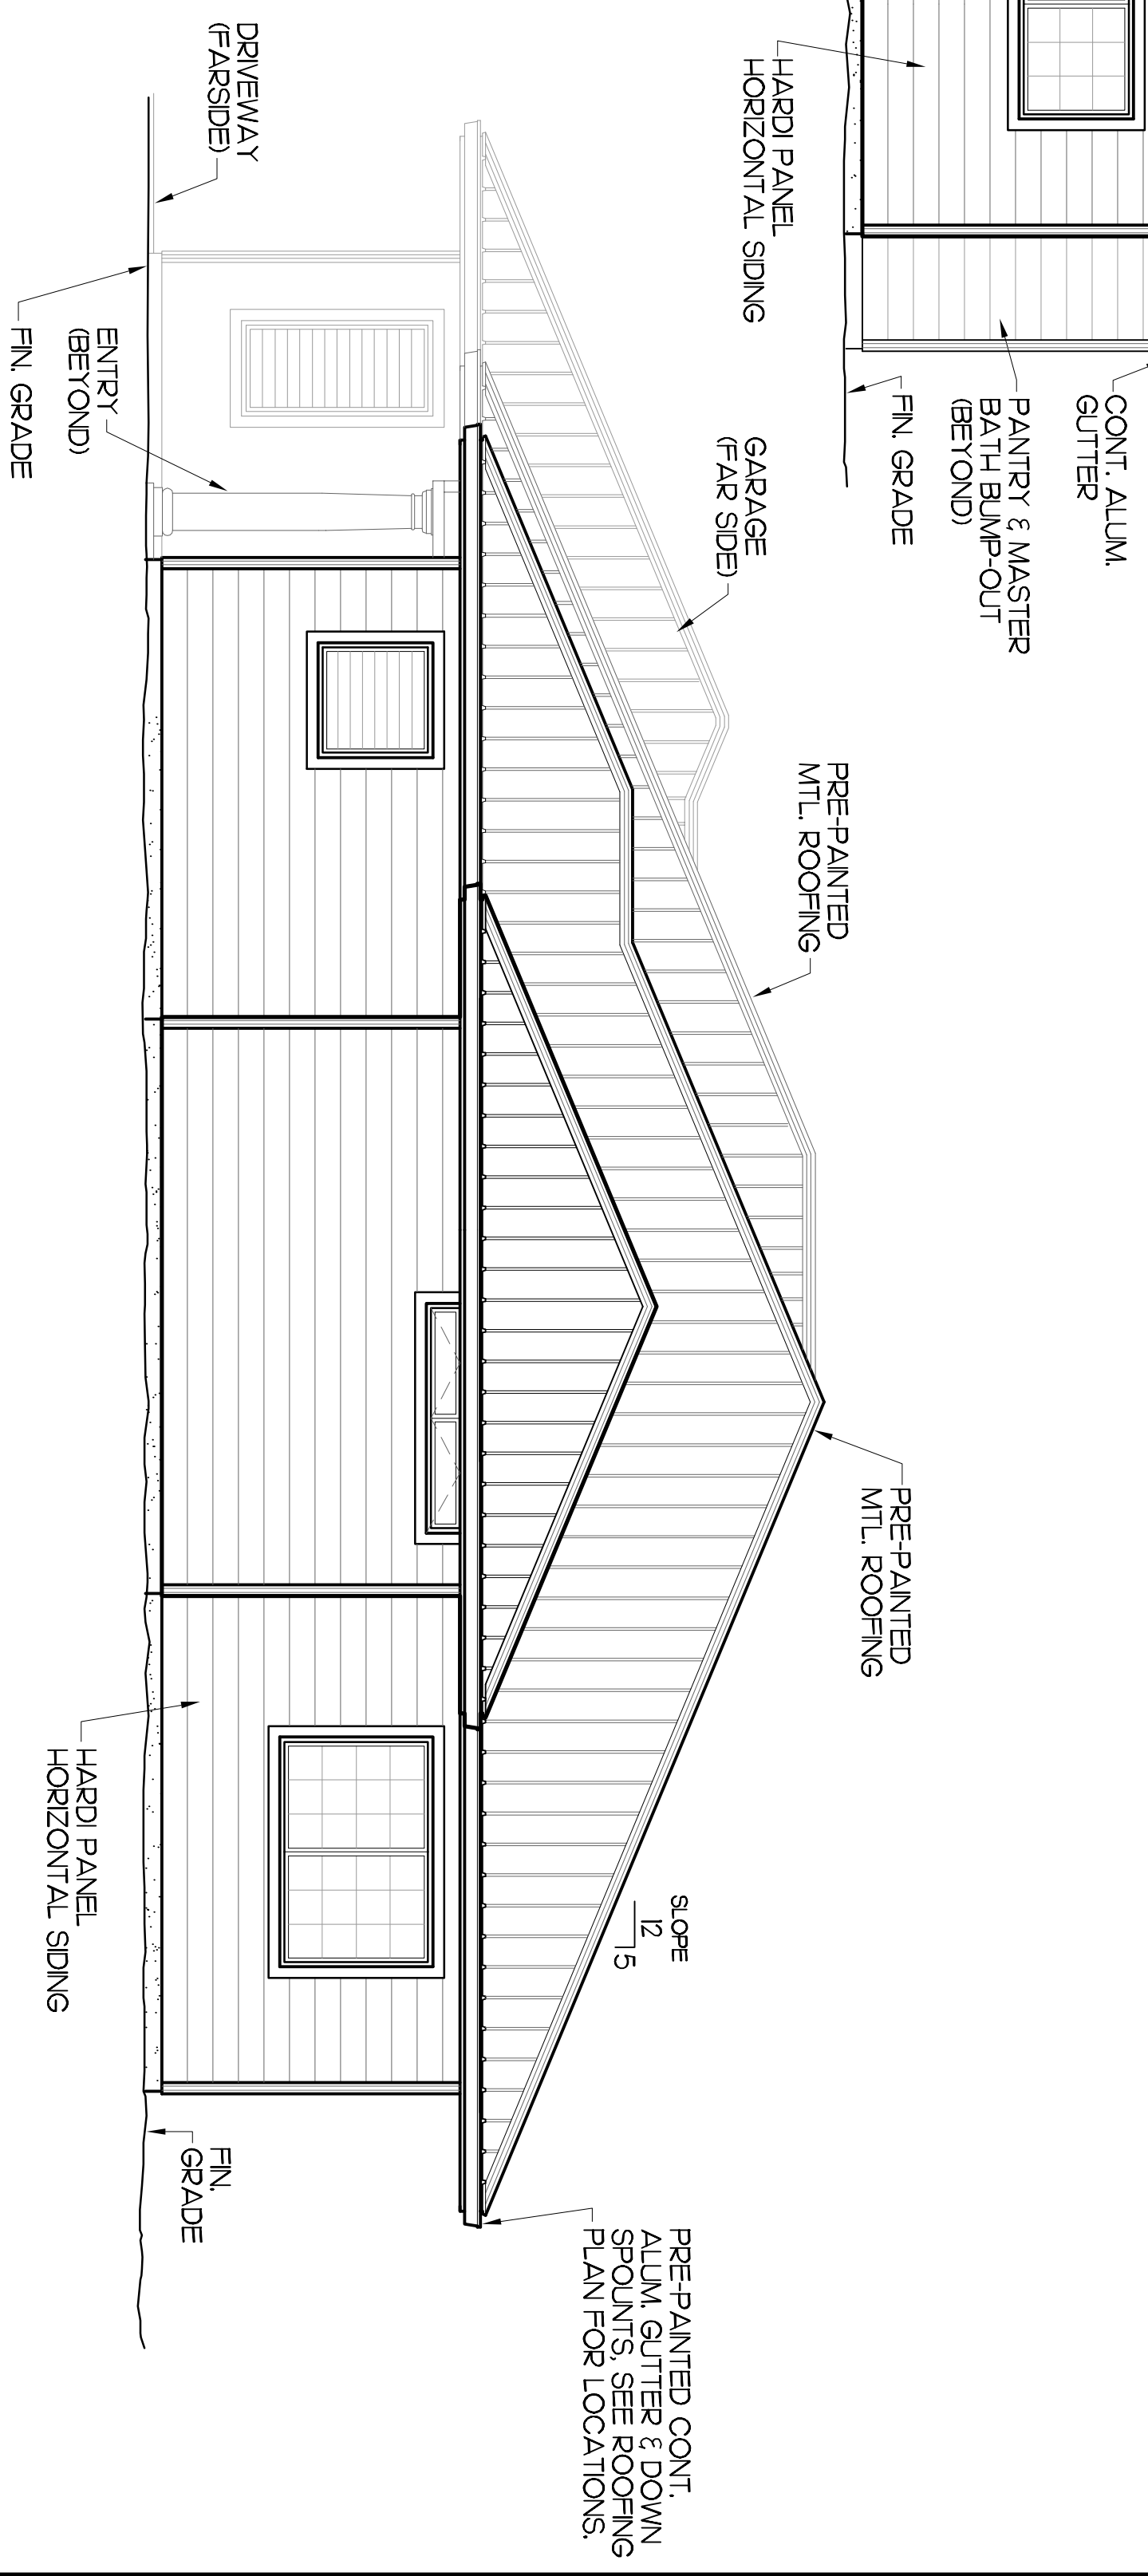 HARDI PANEL
HORIZONTAL SIDING
CONT. ALUM.
GUTTER
PANTRY & MASTER
BATH BUMP-OUT
(BEYOND)
FIN. GRADE
PRE-PAINTED
MTL. ROOFING
PRE-PAINTED
MTL. ROOFING
GARAGE
(FAR SIDE)
SLOPE
12
5
PRE-PAINTED CONT.
ALUM. GUTTER & DOWN
SPOUNTS, SEE ROOFING
PLAN FOR LOCATIONS.
DRIVEWAY
(FARSIDE)
ENTRY
(BEYOND)
FIN. GRADE
HARDI PANEL
HORIZONTAL SIDING
FIN.
GRADE